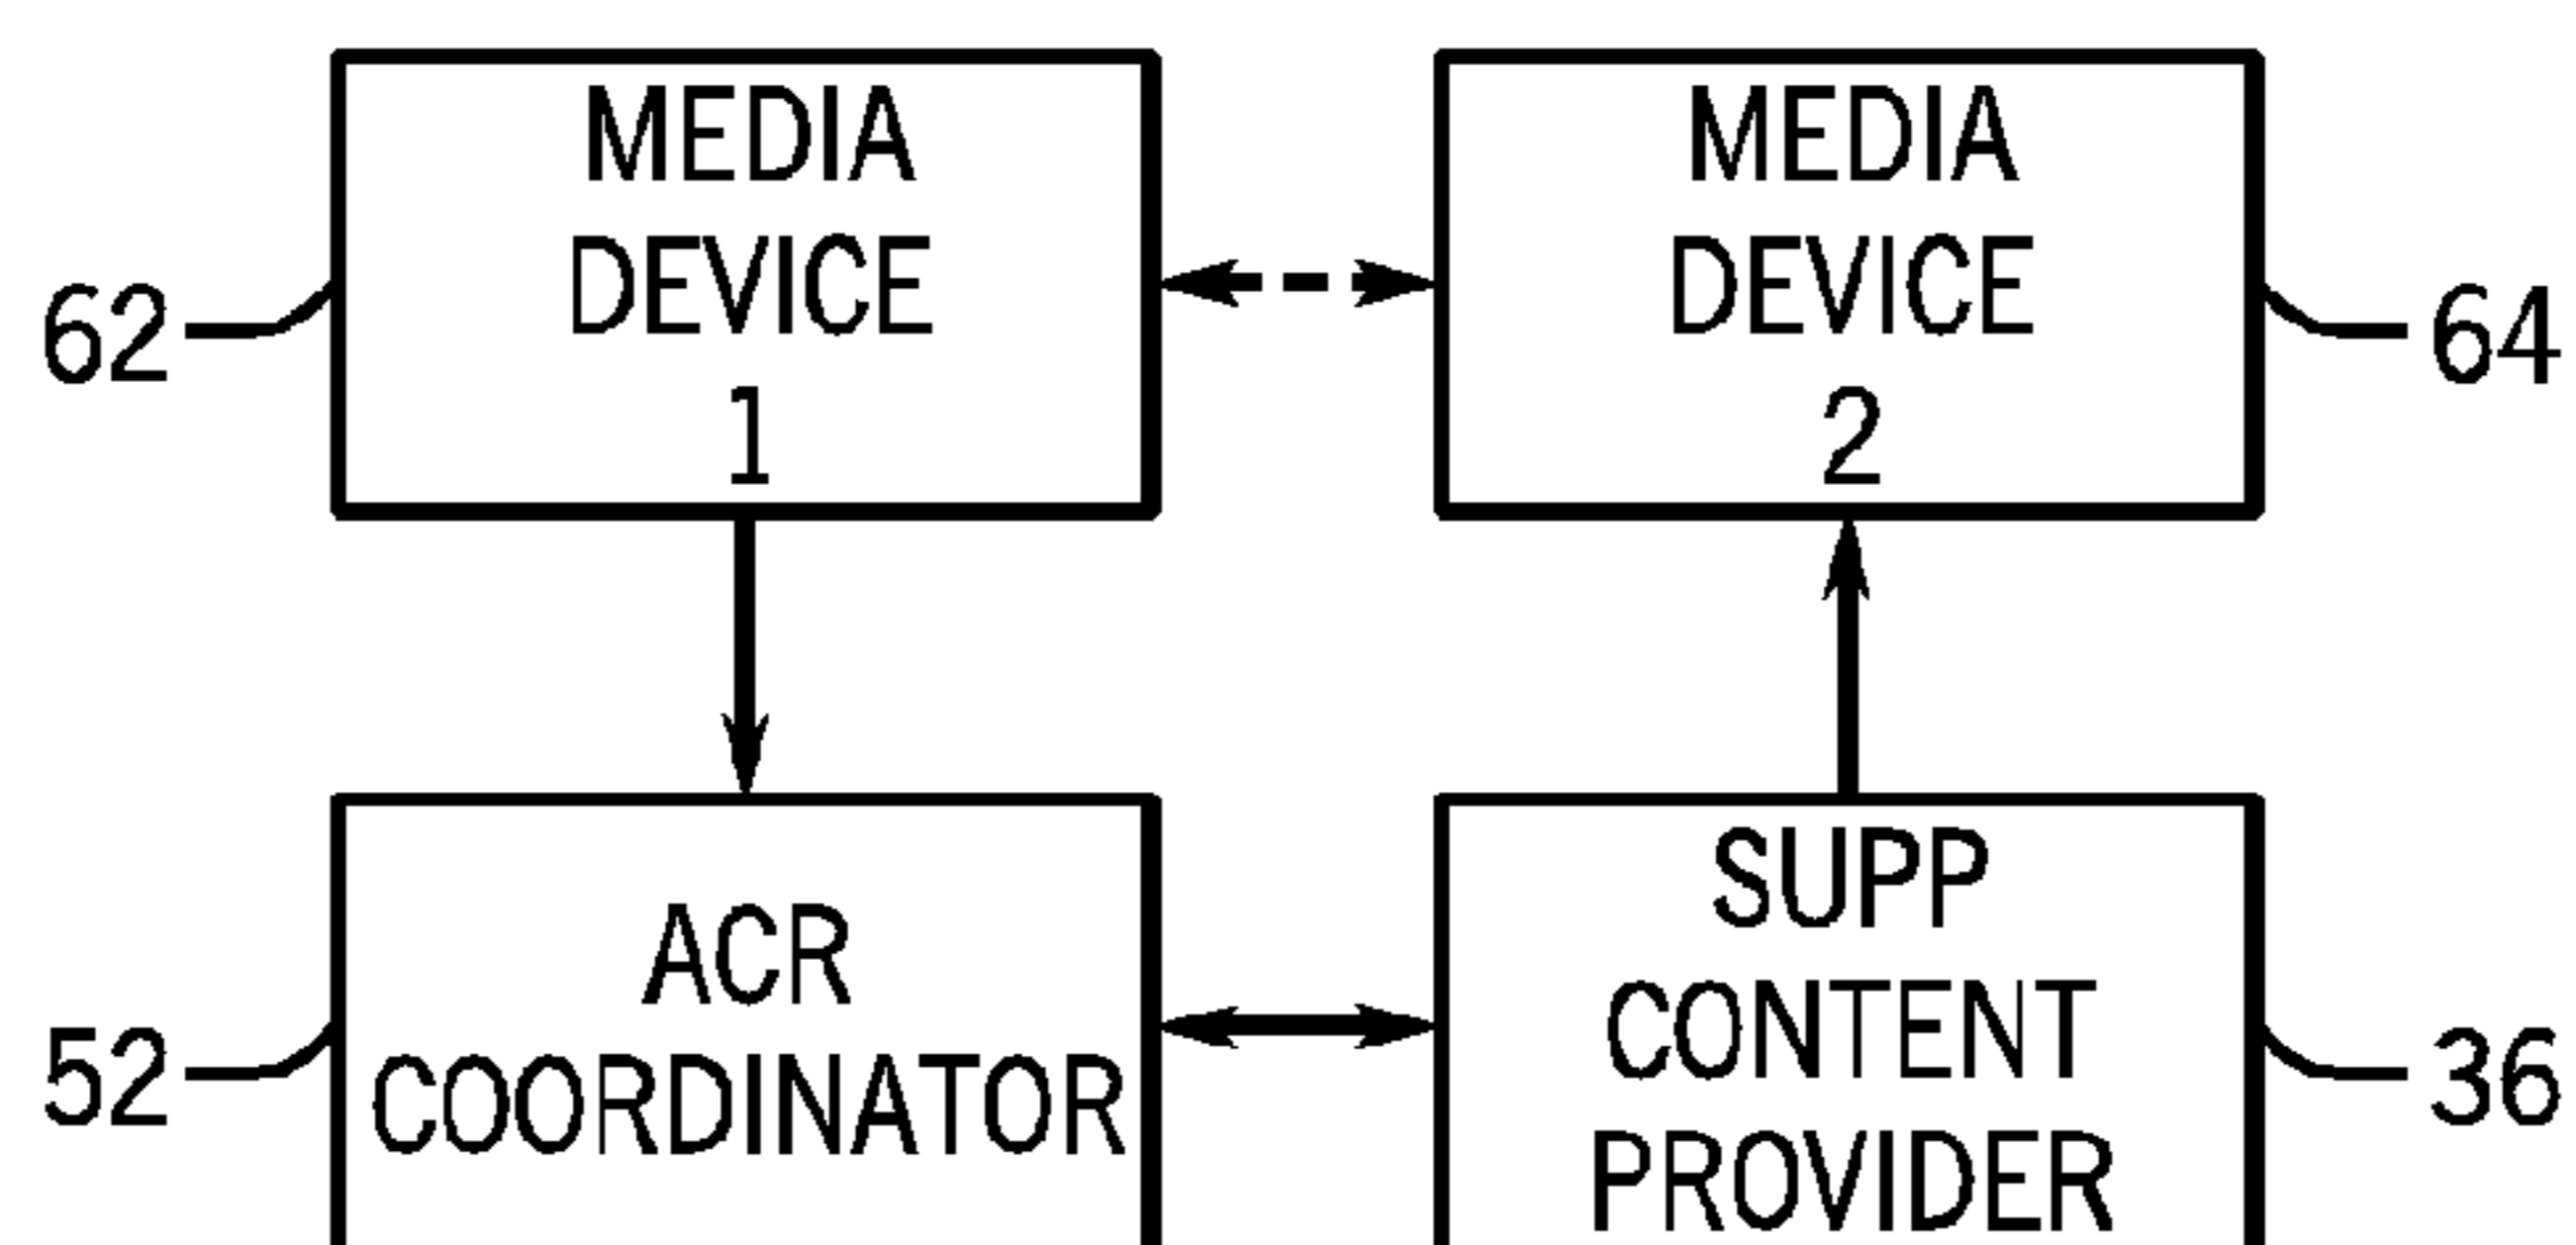 MEDIA
DEVICE
1
MEDIA
DEVICE
2
62
64
ACR
COORDINATOR
SUPP
CONTENT
PROVIDER
52
36